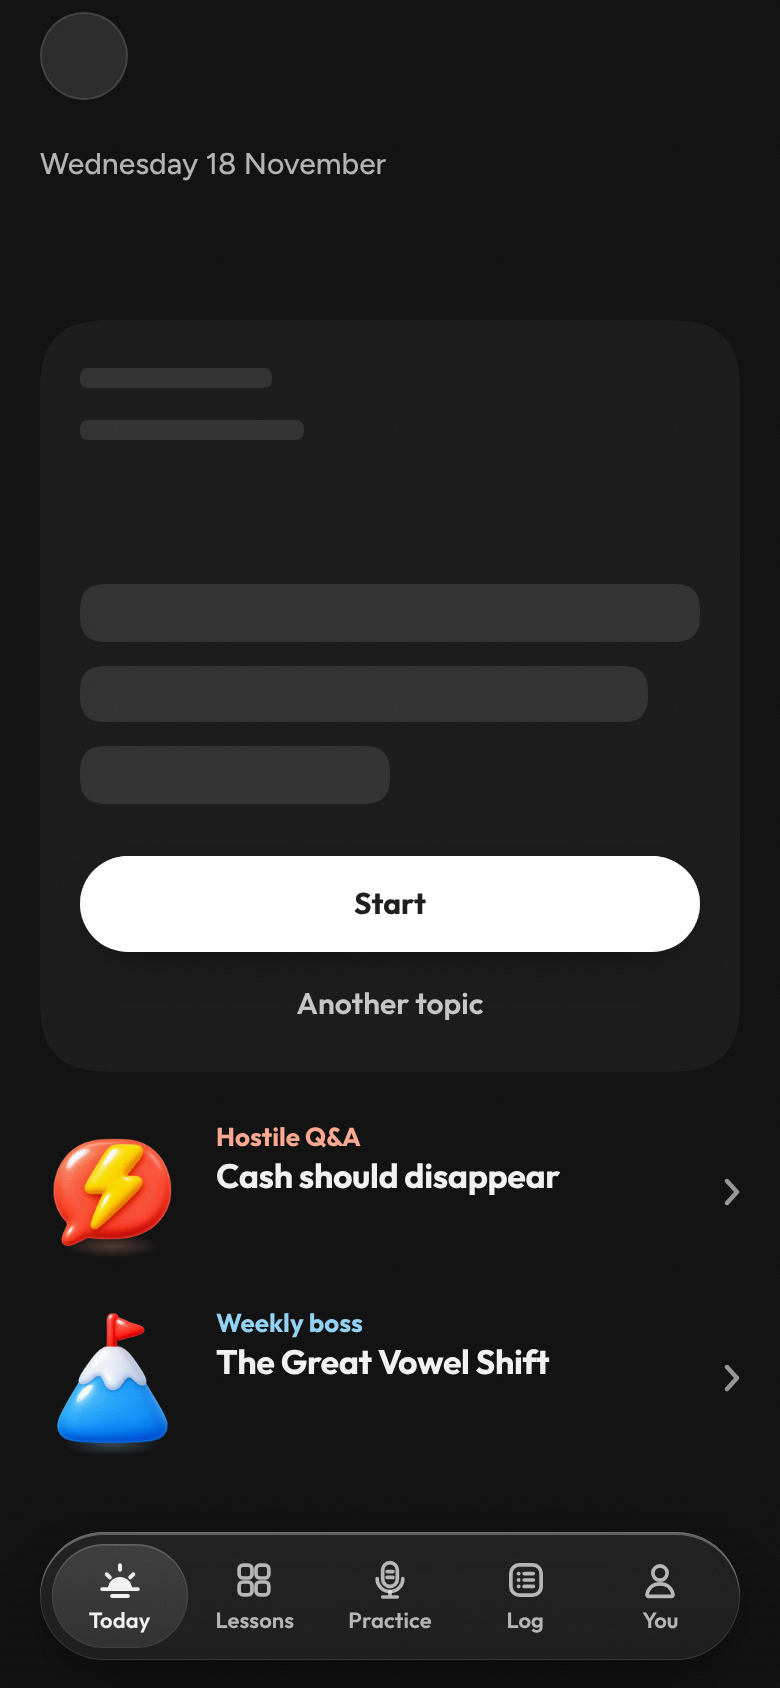 Wednesday 18 November
Start
Another topic
Hostile Q&A
Cash should disappear
Weekly boss
The Great Vowel Shift
Today
Lessons
Practice
Log
You